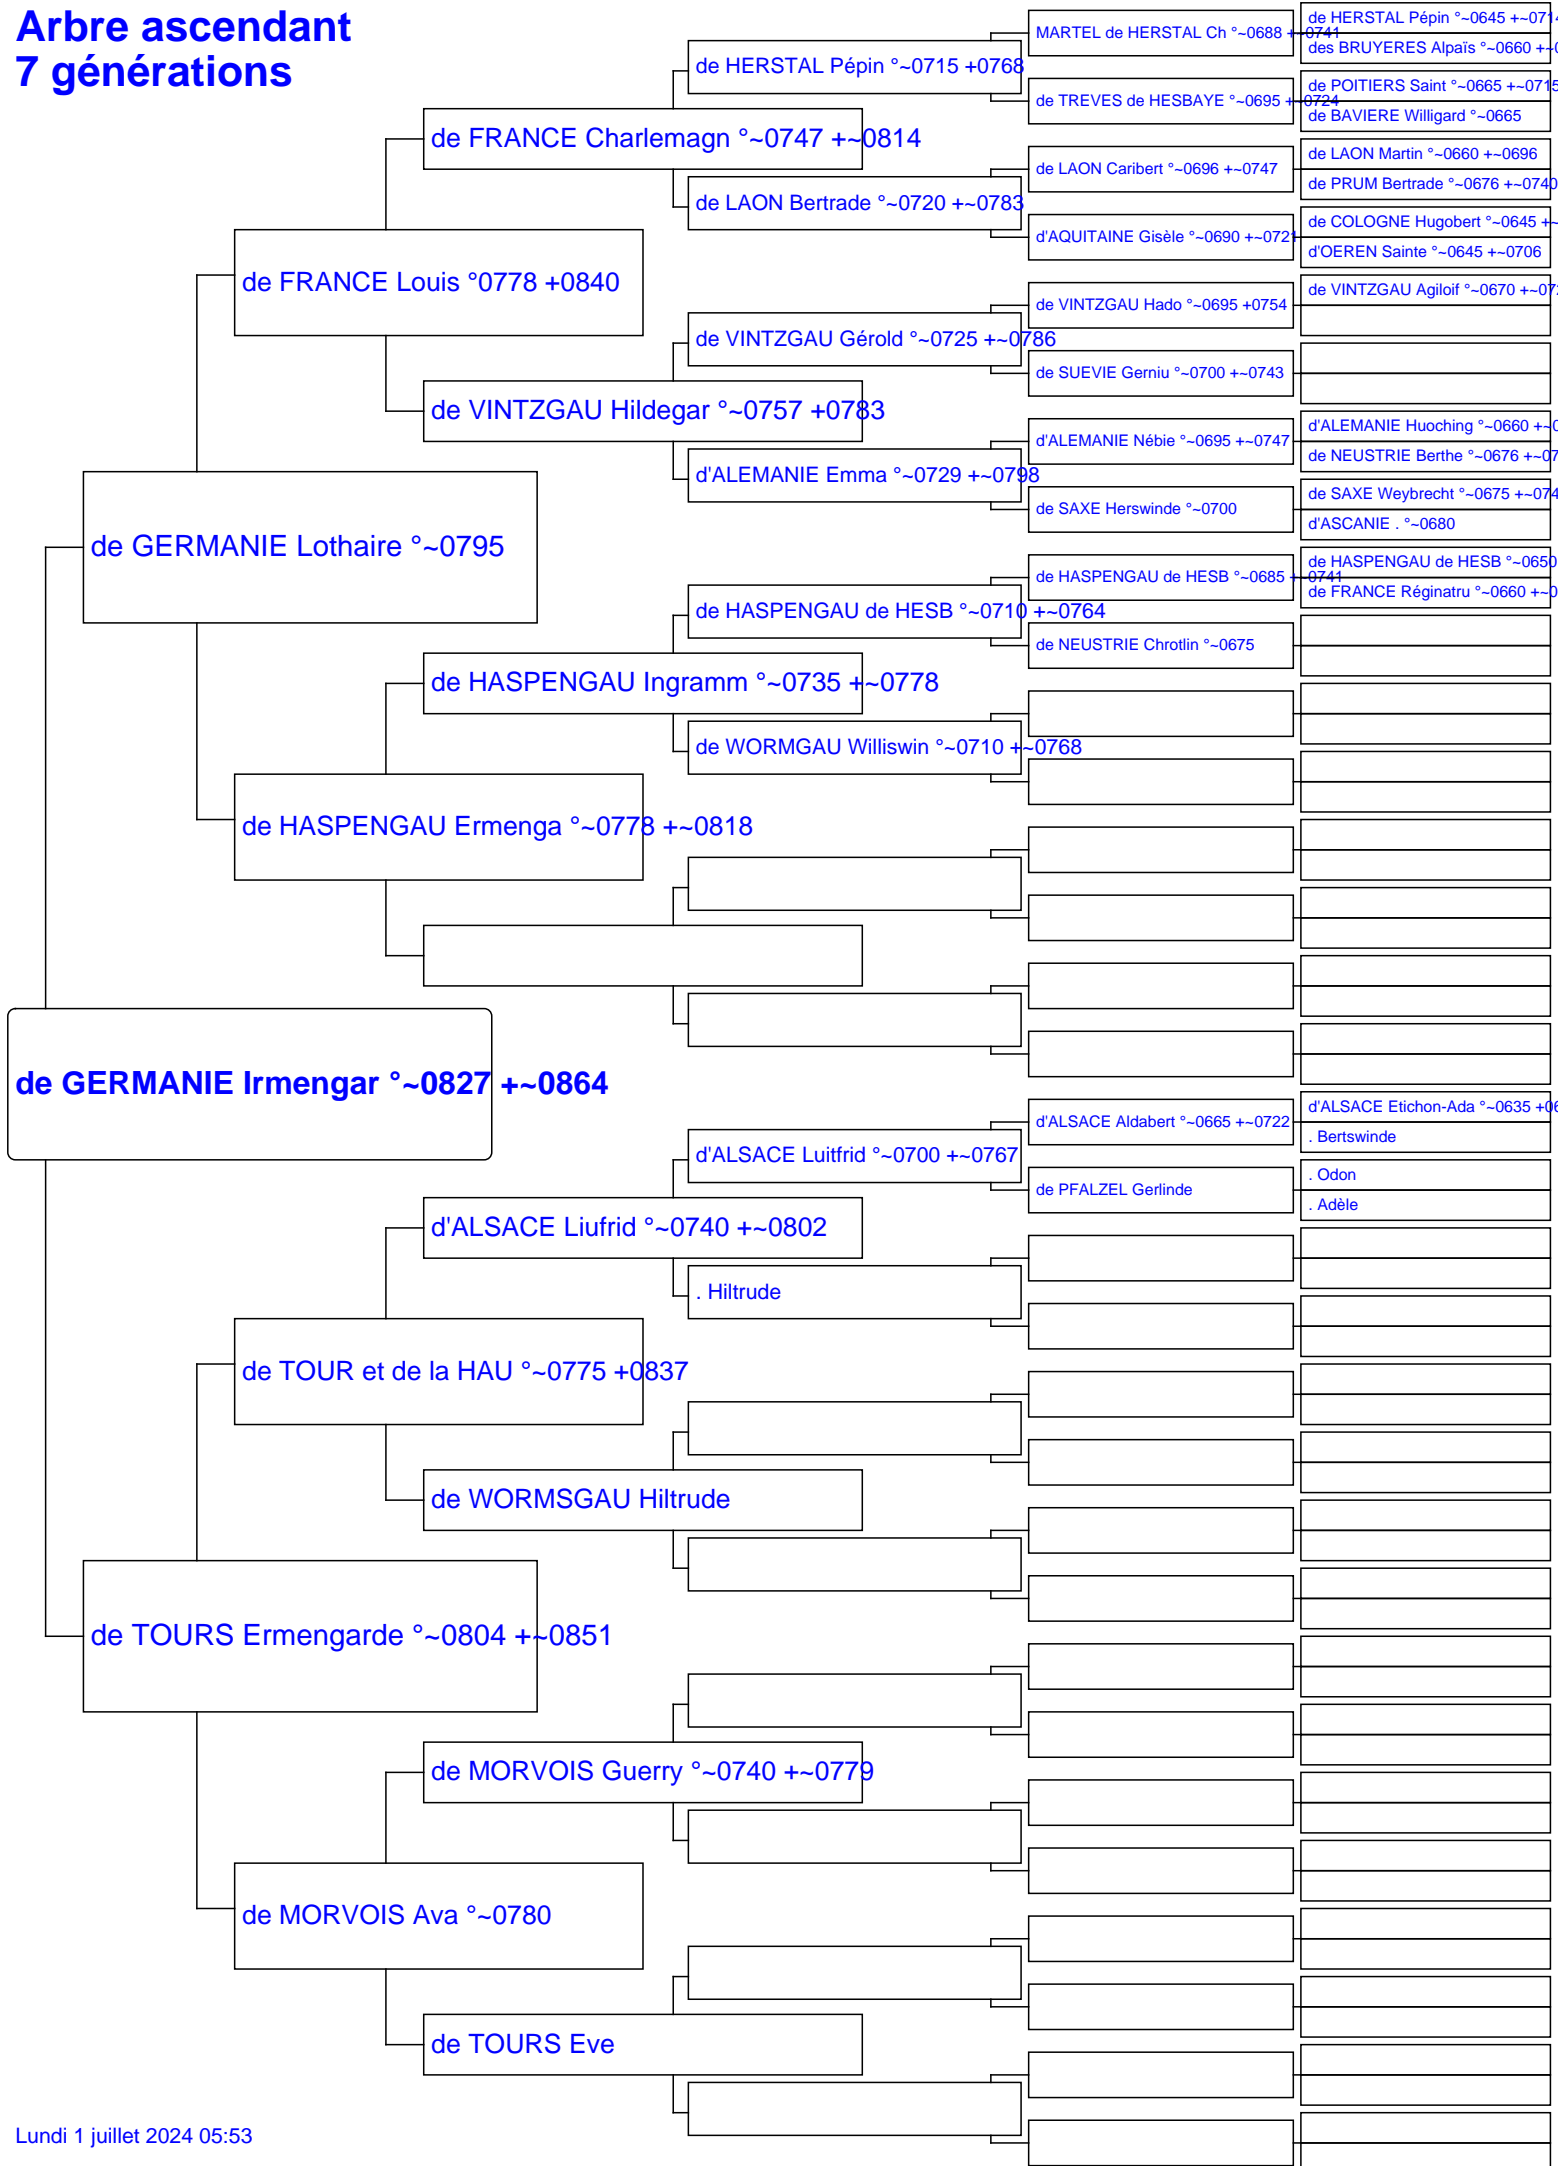 Arbre ascendant
7 générations
de GERMANIE Irmengar °~0827 +~0864
de GERMANIE Lothaire °~0795
de TOURS Ermengarde °~0804 +~0851
de FRANCE Louis °0778 +0840
de HASPENGAU Ermenga °~0778 +~0818
de TOUR et de la HAU °~0775 +0837
de MORVOIS Ava °~0780
de FRANCE Charlemagn °~0747 +~0814
de VINTZGAU Hildegar °~0757 +0783
de HASPENGAU Ingramm °~0735 +~0778
d'ALSACE Liufrid °~0740 +~0802
de WORMSGAU Hiltrude
de MORVOIS Guerry °~0740 +~0779
de TOURS Eve
de HERSTAL Pépin °~0715 +0768
de LAON Bertrade °~0720 +~0783
de VINTZGAU Gérold °~0725 +~0786
d'ALEMANIE Emma °~0729 +~0798
de HASPENGAU de HESB °~0710 +~0764
de WORMGAU Williswin °~0710 +~0768
d'ALSACE Luitfrid °~0700 +~0767
. Hiltrude
MARTEL de HERSTAL Ch °~0688 +~0741
de TREVES de HESBAYE °~0695 +~0724
de LAON Caribert °~0696 +~0747
d'AQUITAINE Gisèle °~0690 +~0721
de VINTZGAU Hado °~0695 +0754
de SUEVIE Gerniu °~0700 +~0743
d'ALEMANIE Nébie °~0695 +~0747
de SAXE Herswinde °~0700
de HASPENGAU de HESB °~0685 +~0741
de NEUSTRIE Chrotlin °~0675
d'ALSACE Aldabert °~0665 +~0722
de PFALZEL Gerlinde
de HERSTAL Pépin °~0645 +~0714
des BRUYERES Alpaïs °~0660 +~0
de POITIERS Saint °~0665 +~0715
de BAVIERE Willigard °~0665
de LAON Martin °~0660 +~0696
de PRUM Bertrade °~0676 +~0740
de COLOGNE Hugobert °~0645 +~
d'OEREN Sainte °~0645 +~0706
de VINTZGAU Agiloif °~0670 +~07
d'ALEMANIE Huoching °~0660 +~0
de NEUSTRIE Berthe °~0676 +~07
de SAXE Weybrecht °~0675 +~074
d'ASCANIE . °~0680
de HASPENGAU de HESB °~0650
de FRANCE Réginatru °~0660 +~0
d'ALSACE Etichon-Ada °~0635 +06
. Bertswinde
. Odon
. Adèle
Lundi 1 juillet 2024 05:53